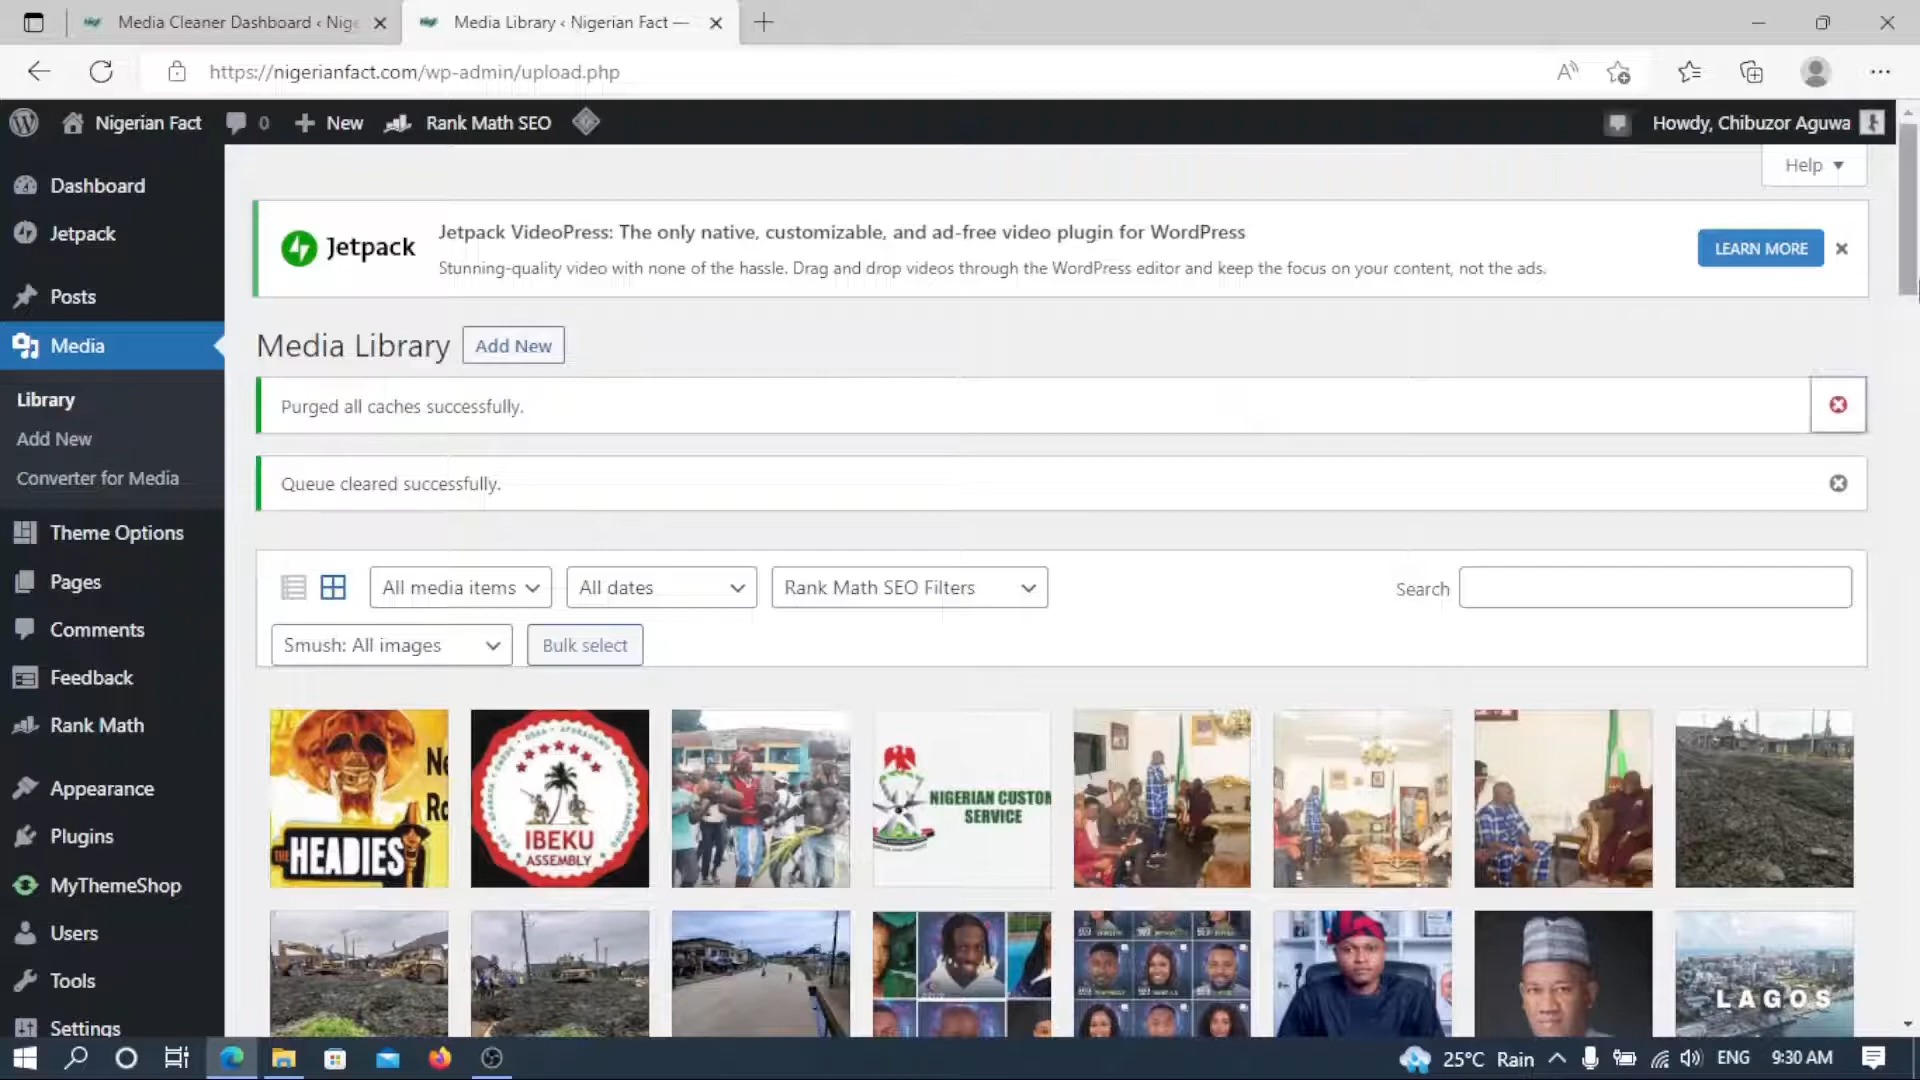 Media Cleaner Dashboard ‹ Nige
Media Library ‹ Nigerian Fact —
https://nigerianfact.com/wp-admin/upload.php
Nigerian Fact
0
New
Rank Math SEO
Howdy, Chibuzor Aguwa
Help
Dashboard
Jetpack
Posts
Media
Library
Add New
Converter for Media
Theme Options
Pages
Comments
Feedback
Rank Math
Appearance
Plugins
MyThemeShop
Users
Tools
Settings
Jetpack
Jetpack VideoPress: The only native, customizable, and ad-free video plugin for WordPress
Stunning-quality video with none of the hassle. Drag and drop videos through the WordPress editor and keep the focus on your content, not the ads.
LEARN MORE
Media Library
Add New
Purged all caches successfully.
Queue cleared successfully.
All media items
All dates
Rank Math SEO Filters
Search
Smush: All images
Bulk select
THE HEADIES
IBEKU
ASSEMBLY
NIGERIAN CUSTOM
SERVICE
LAGOS
25°C Rain
ENG
9:30 AM